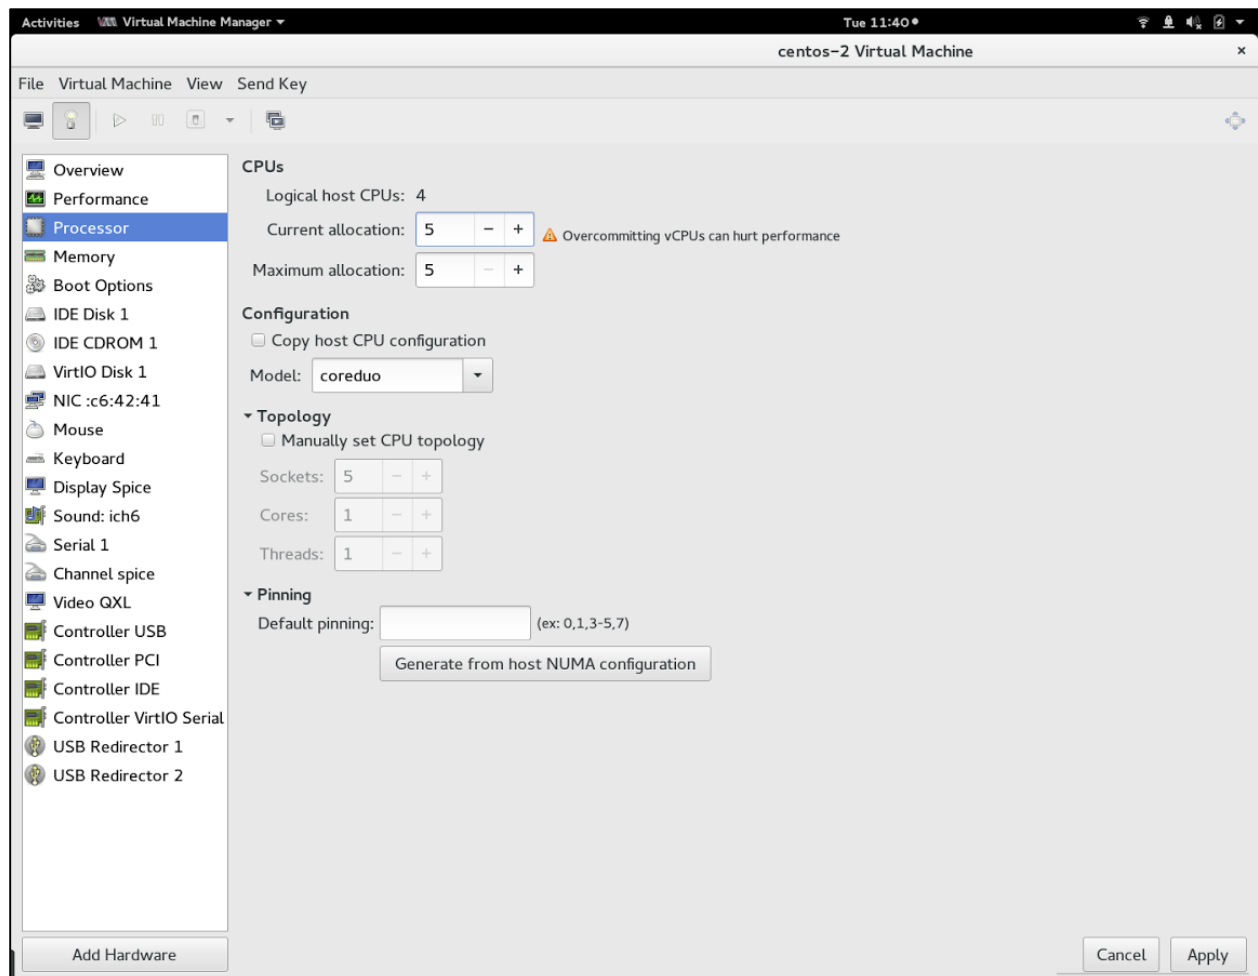 Activities Virtual Machine Manager Tue 11:40
centos-2 Virtual Machine ×
File Virtual Machine View Send Key
Overview
Performance
Processor
Memory
Boot Options
IDE Disk 1
IDE CDROM 1
VirtIO Disk 1
NIC :c6:42:41
Mouse
Keyboard
Display Spice
Sound: ich6
Serial 1
Channel spice
Video QXL
Controller USB
Controller PCI
Controller IDE
Controller VirtIO Serial
USB Redirector 1
USB Redirector 2
Add Hardware
CPUs
Logical host CPUs: 4
Current allocation: 5 − + Overcommitting vCPUs can hurt performance
Maximum allocation: 5 − +
Configuration
Copy host CPU configuration
Model: coreduo
Topology
Manually set CPU topology
Sockets: 5 − +
Cores: 1 − +
Threads: 1 − +
Pinning
Default pinning: (ex: 0,1,3-5,7)
Generate from host NUMA configuration
Cancel Apply